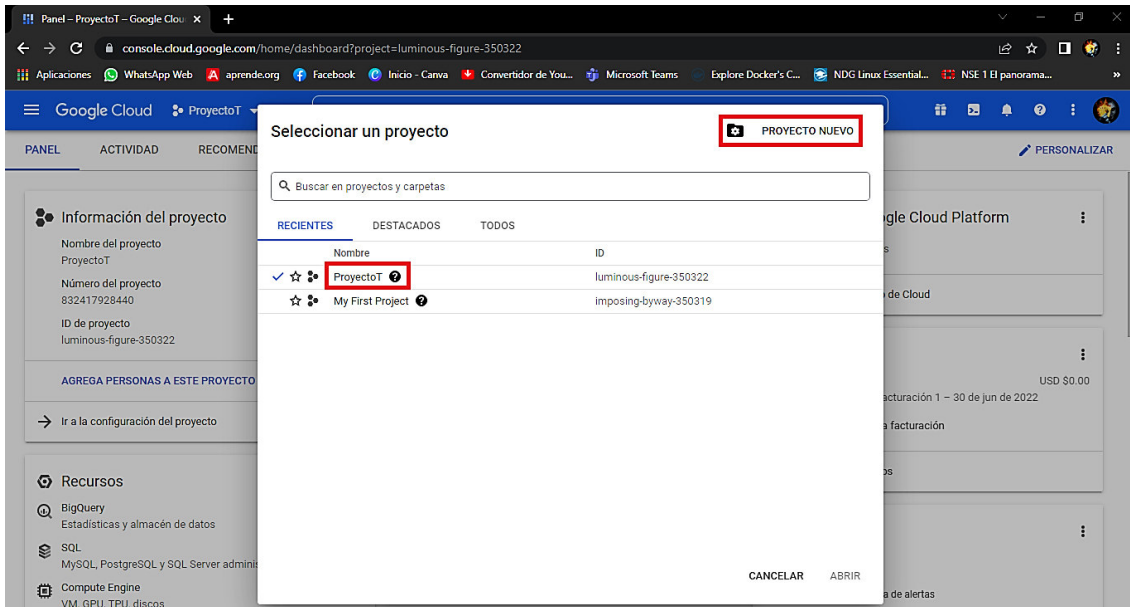 Panel – ProyectoT – Google Clou
console.cloud.google.com/home/dashboard?project=luminous-figure-350322
Aplicaciones WhatsApp Web aprende.org Facebook Inicio - Canva Convertidor de You... Microsoft Teams Explore Docker's C... NDG Linux Essential... NSE 1 El panorama... »
Google Cloud ProyectoT
PANEL ACTIVIDAD RECOMEND PERSONALIZAR
Seleccionar un proyecto PROYECTO NUEVO
Buscar en proyectos y carpetas
RECIENTES DESTACADOS TODOS
Nombre ID
ProyectoT luminous-figure-350322
My First Project imposing-byway-350319
CANCELAR ABRIR
Información del proyecto
Nombre del proyecto
ProyectoT
Número del proyecto
832417928440
ID de proyecto
luminous-figure-350322
AGREGA PERSONAS A ESTE PROYECTO
Ir a la configuración del proyecto
Recursos
BigQuery
Estadísticas y almacén de datos
SQL
MySQL, PostgreSQL y SQL Server adminis
Compute Engine
VM, GPU, TPU, discos
ogle Cloud Platform
s
de Cloud
USD $0.00
acturación 1 – 30 de jun de 2022
a facturación
os
a de alertas